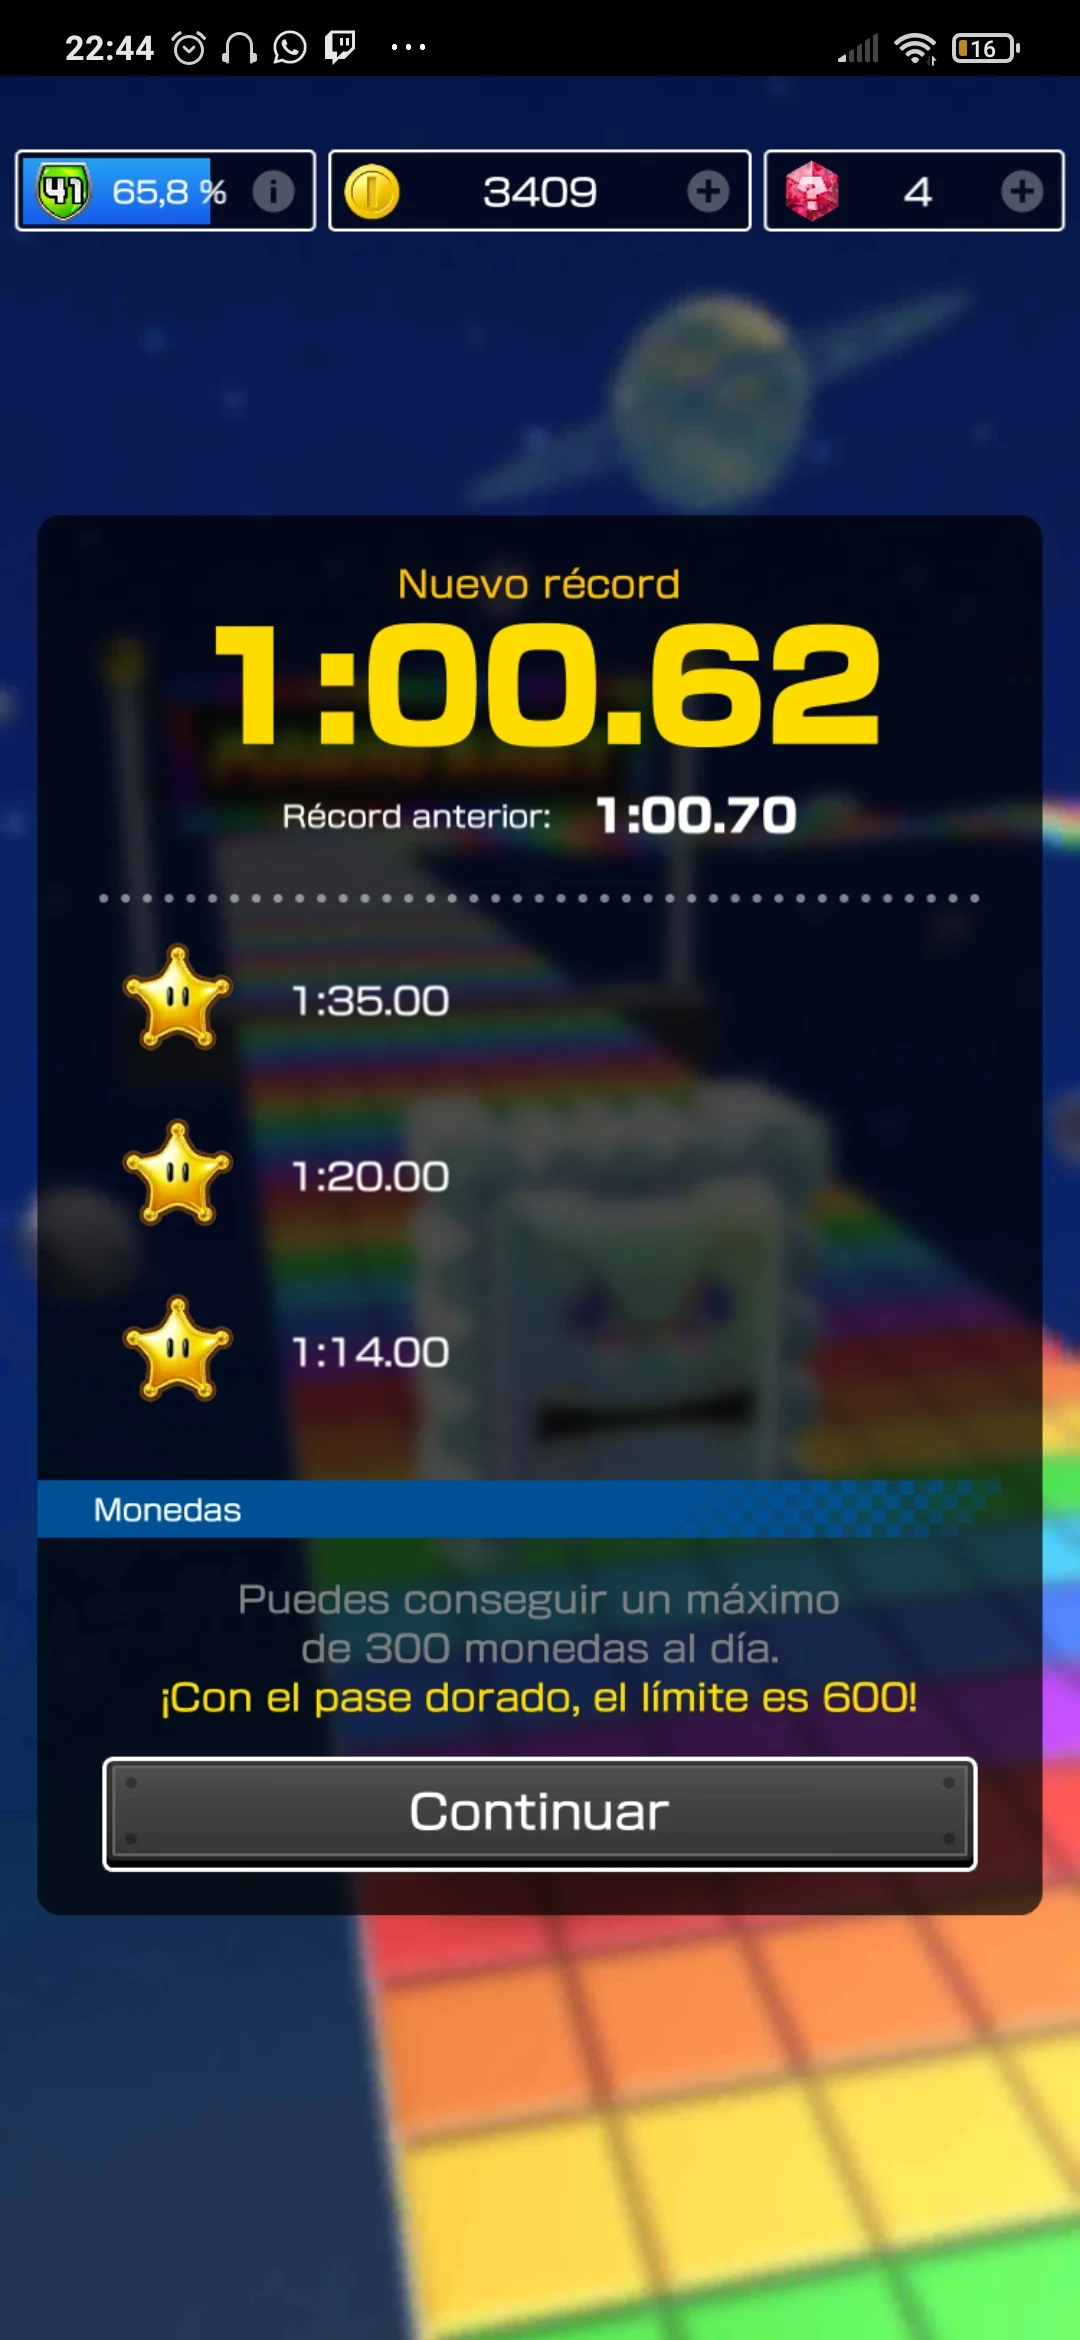 22:44
16
41 65,8 % i
3409 +
4 +
Nuevo récord
1:00.62
Récord anterior: 1:00.70
1:35.00
1:20.00
1:14.00
Monedas
Puedes conseguir un máximo
de 300 monedas al día.
¡Con el pase dorado, el límite es 600!
Continuar